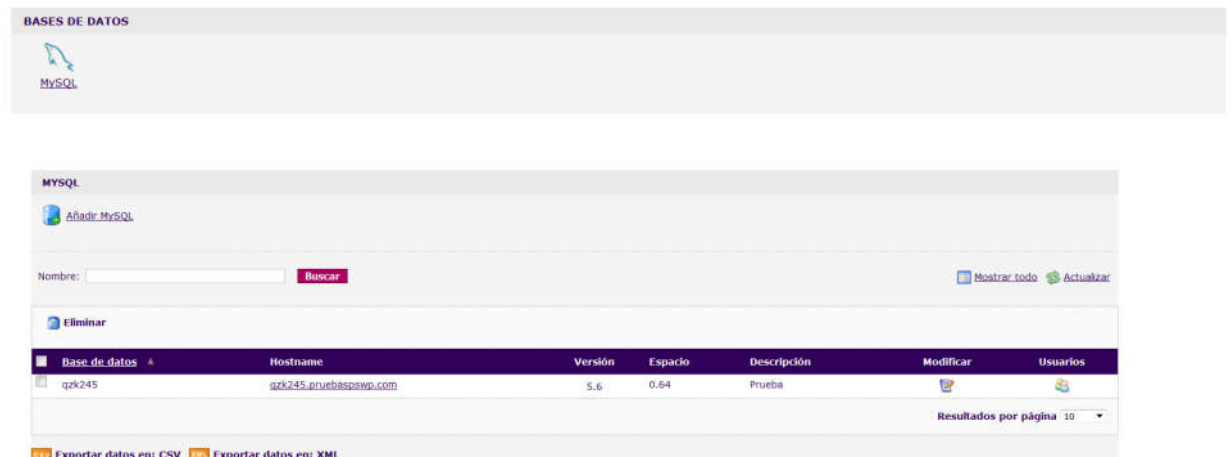 BASES DE DATOS
MySQL
MYSQL
Añadir MySQL
Nombre: Buscar Mostrar todo Actualizar
Eliminar
Base de datos Hostname Versión Espacio Descripción Modificar Usuarios
qzk245 qzk245.pruebaspswp.com 5.6 0.64 Prueba
Resultados por página 10
Exportar datos en: CSV Exportar datos en: XML